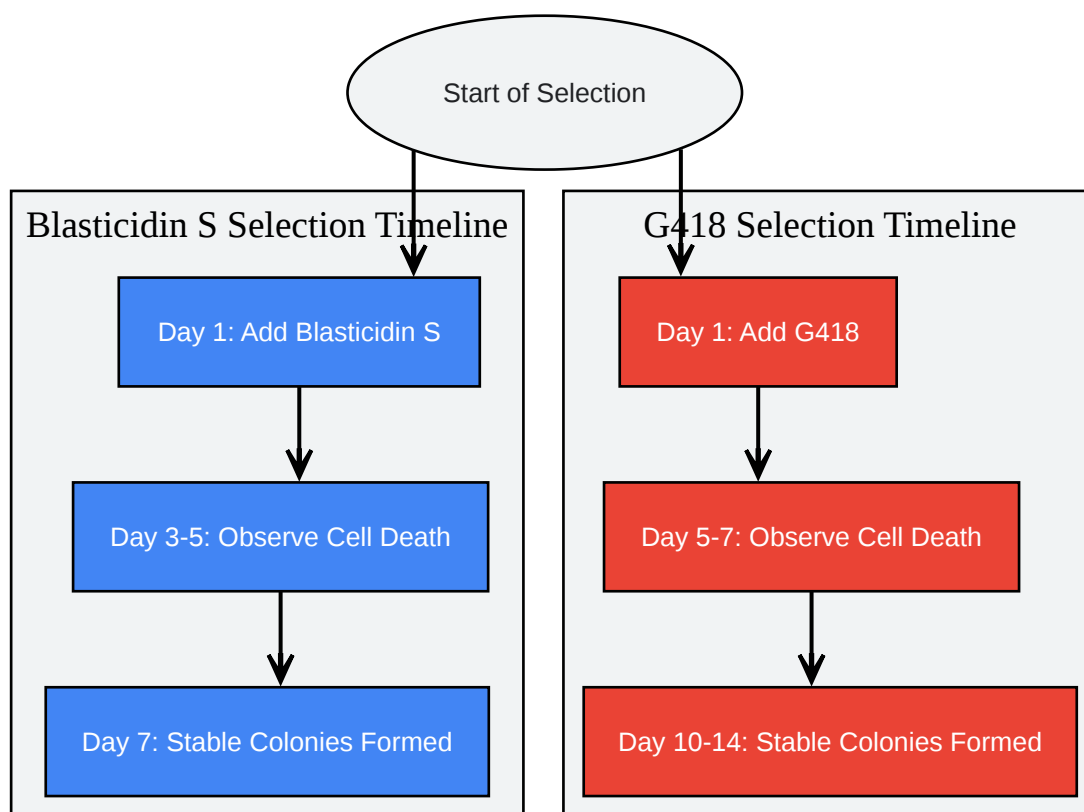 Start of Selection
Blasticidin S Selection Timeline
Day 1: Add Blasticidin S
Day 3-5: Observe Cell Death
Day 7: Stable Colonies Formed
G418 Selection Timeline
Day 1: Add G418
Day 5-7: Observe Cell Death
Day 10-14: Stable Colonies Formed